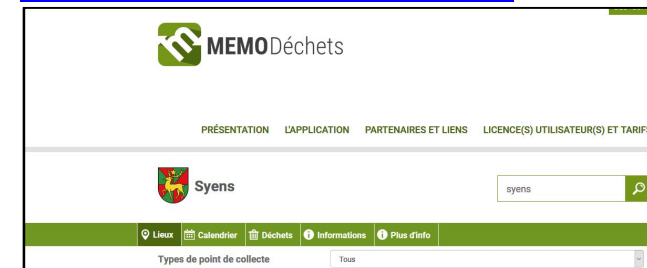 MEMODéchets
PRÉSENTATION L'APPLICATION PARTENAIRES ET LIENS LICENCE(S) UTILISATEUR(S) ET TARIFS
Syens
syens
Lieux Calendrier Déchets Informations Plus d'info
Types de point de collecte Tous